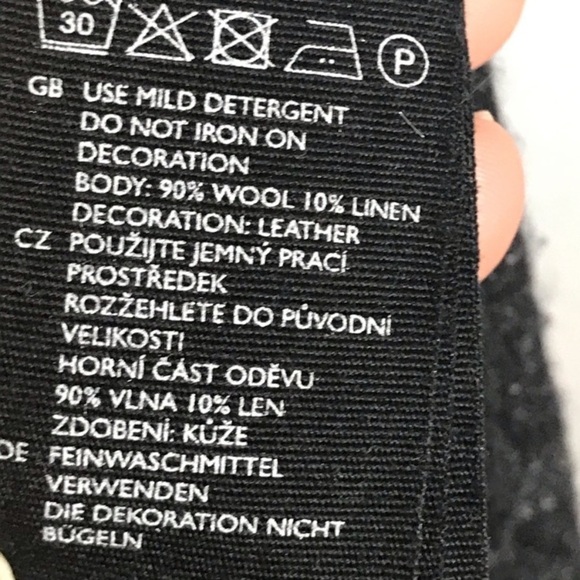 30
P
GB USE MILD DETERGENT
DO NOT IRON ON
DECORATION
BODY: 90% WOOL 10% LINEN
DECORATION: LEATHER
CZ POUŽIJTE JEMNÝ PRACÍ
PROSTŘEDEK
ROZŽEHLETE DO PŮVODNÍ
VELIKOSTI
HORNÍ ČÁST ODĚVU
90% VLNA 10% LEN
ZDOBENÍ: KŮŽE
DE FEINWASCHMITTEL
VERWENDEN
DIE DEKORATION NICHT
BÜGELN